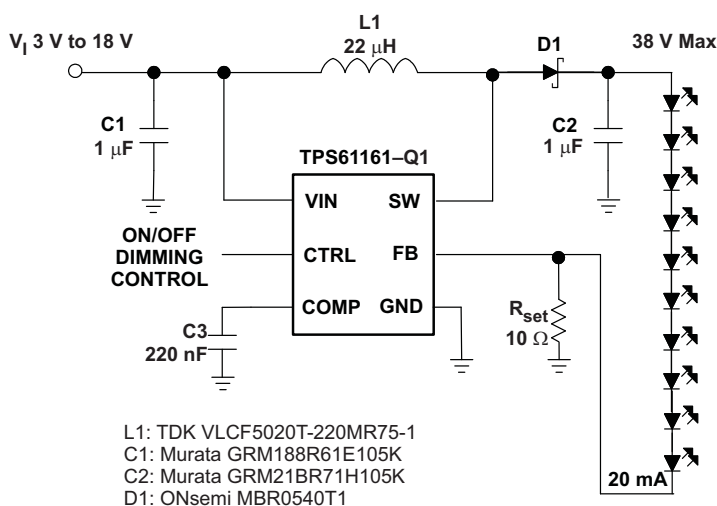 L1
22 μH
V_I 3 V to 18 V
D1
38 V Max
C1
1 μF
C2
1 μF
TPS61161–Q1
VIN
SW
ON/OFF
DIMMING
CONTROL
CTRL
FB
COMP
GND
C3
220 nF
R_set
10 Ω
20 mA
L1: TDK VLCF5020T-220MR75-1
C1: Murata GRM188R61E105K
C2: Murata GRM21BR71H105K
D1: ONsemi MBR0540T1